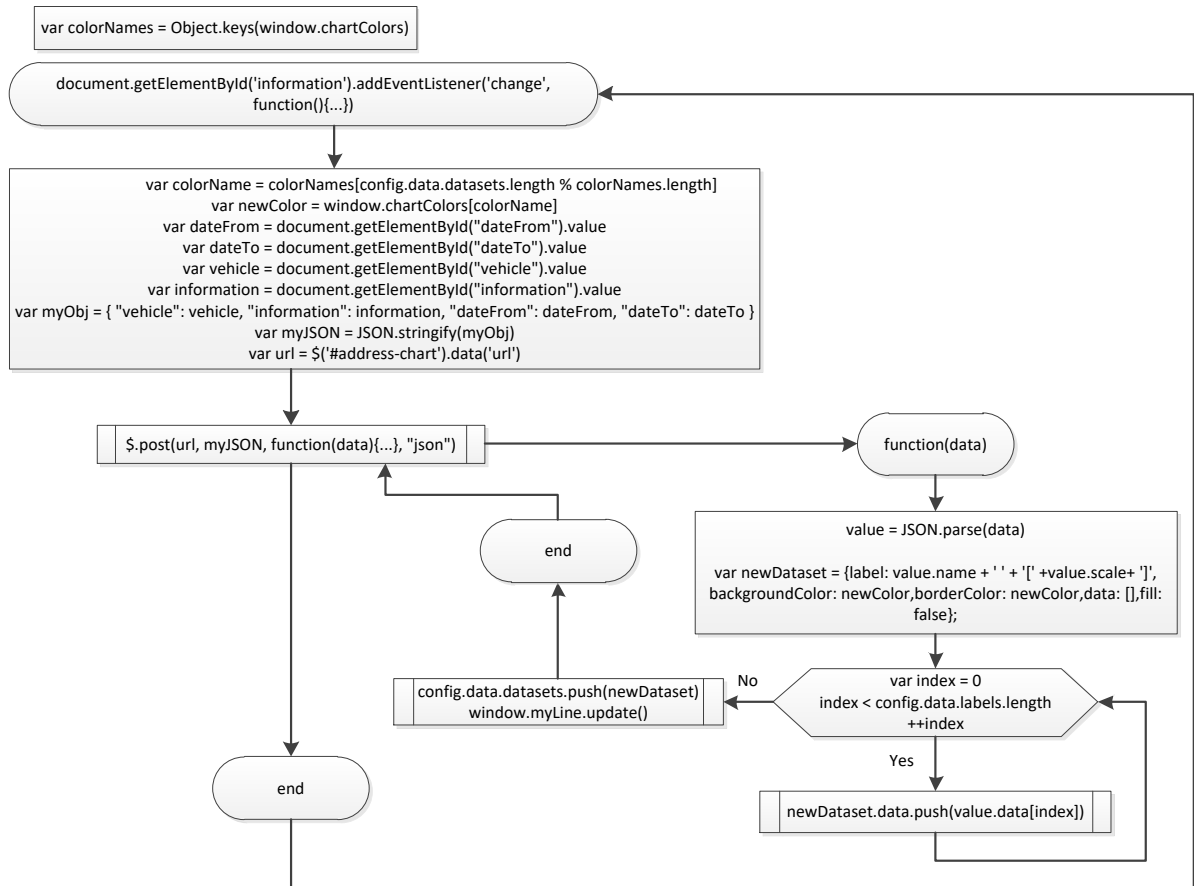 var colorNames = Object.keys(window.chartColors)
document.getElementById('information').addEventListener('change',
function(){...})
var colorName = colorNames[config.data.datasets.length % colorNames.length]
var newColor = window.chartColors[colorName]
var dateFrom = document.getElementById("dateFrom").value
var dateTo = document.getElementById("dateTo").value
var vehicle = document.getElementById("vehicle").value
var information = document.getElementById("information").value
var myObj = { "vehicle": vehicle, "information": information, "dateFrom": dateFrom, "dateTo": dateTo }
var myJSON = JSON.stringify(myObj)
var url = $('#address-chart').data('url')
$.post(url, myJSON, function(data){...}, "json")
function(data)
value = JSON.parse(data)
var newDataset = {label: value.name + ' ' + '[' +value.scale+ ']',
backgroundColor: newColor,borderColor: newColor,data: [],fill:
false};
var index = 0
index < config.data.labels.length
++index
Yes
newDataset.data.push(value.data[index])
No
config.data.datasets.push(newDataset)
window.myLine.update()
end
end